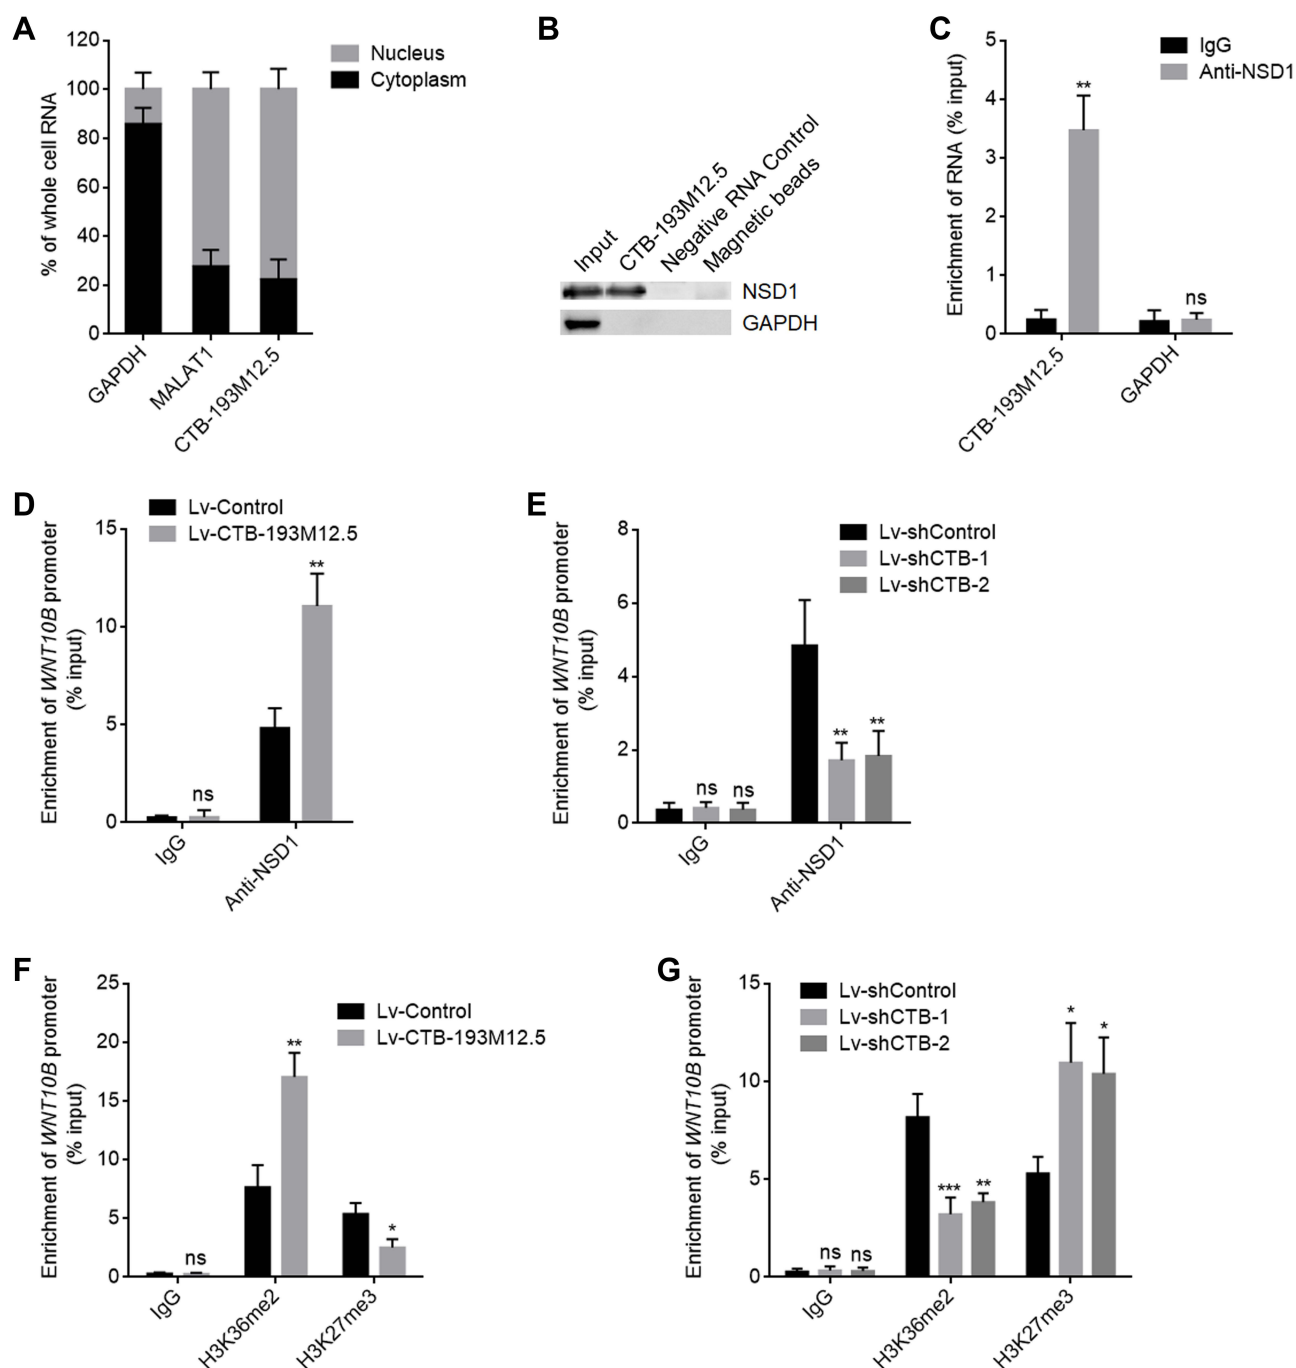 A
% of whole cell RNA
120
100
80
60
40
20
0
Nucleus
Cytoplasm
GAPDH
MALAT1
CTB-193M12.5
B
Input
CTB-193M12.5
Negative RNA Control
Magnetic beads
NSD1
GAPDH
C
Enrichment of RNA (% input)
5
4
3
2
1
0
IgG
Anti-NSD1
**
ns
CTB-193M12.5
GAPDH
D
Enrichment of WNT10B promoter
(% input)
Lv-Control
Lv-CTB-193M12.5
15
10
5
0
ns
**
IgG
Anti-NSD1
E
Enrichment of WNT10B promoter
(% input)
8
6
4
2
0
Lv-shControl
Lv-shCTB-1
Lv-shCTB-2
ns ns
** **
IgG
Anti-NSD1
F
Enrichment of WNT10B promoter
(% input)
25
20
15
10
5
0
Lv-Control
Lv-CTB-193M12.5
ns
**
*
IgG
H3K36me2
H3K27me3
G
Enrichment of WNT10B promoter
(% input)
15
10
5
0
Lv-shControl
Lv-shCTB-1
Lv-shCTB-2
ns ns
*** **
* *
IgG
H3K36me2
H3K27me3